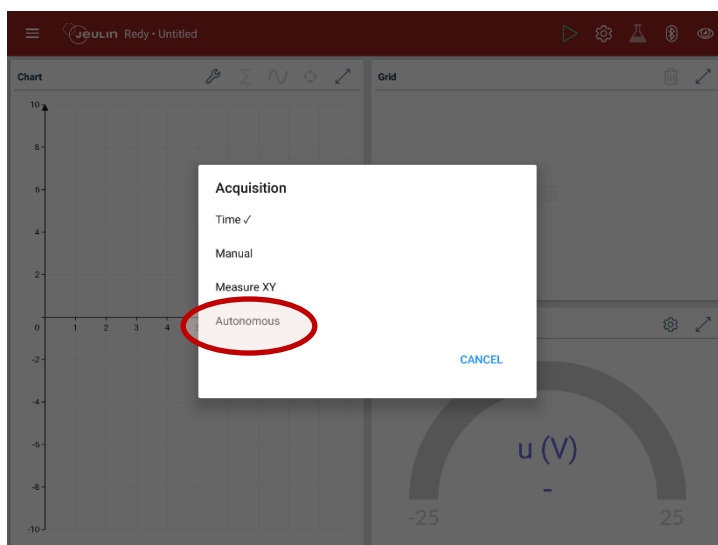 Jeulin Redy · Untitled
Chart
Grid
10
8
6
4
2
0 1 2 3 4
-2
-4
-6
-8
-10
Acquisition
Time ✓
Manual
Measure XY
Autonomous
CANCEL
u (V)
-
-25 25